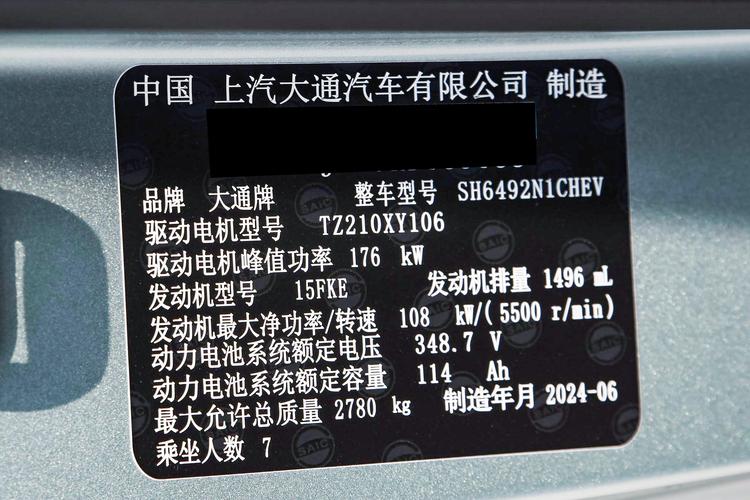 中国 上汽大通汽车有限公司 制造
品牌 大通牌 整车型号 SH6492N1CHEV
驱动电机型号 TZ210XY106
驱动电机峰值功率 176 kW
发动机型号 15FKE 发动机排量 1496 mL
发动机最大净功率/转速 108 kW/(5500 r/min)
动力电池系统额定电压 348.7 V
动力电池系统额定容量 114 Ah
最大允许总质量 2780 kg 制造年月 2024-06
乘坐人数 7